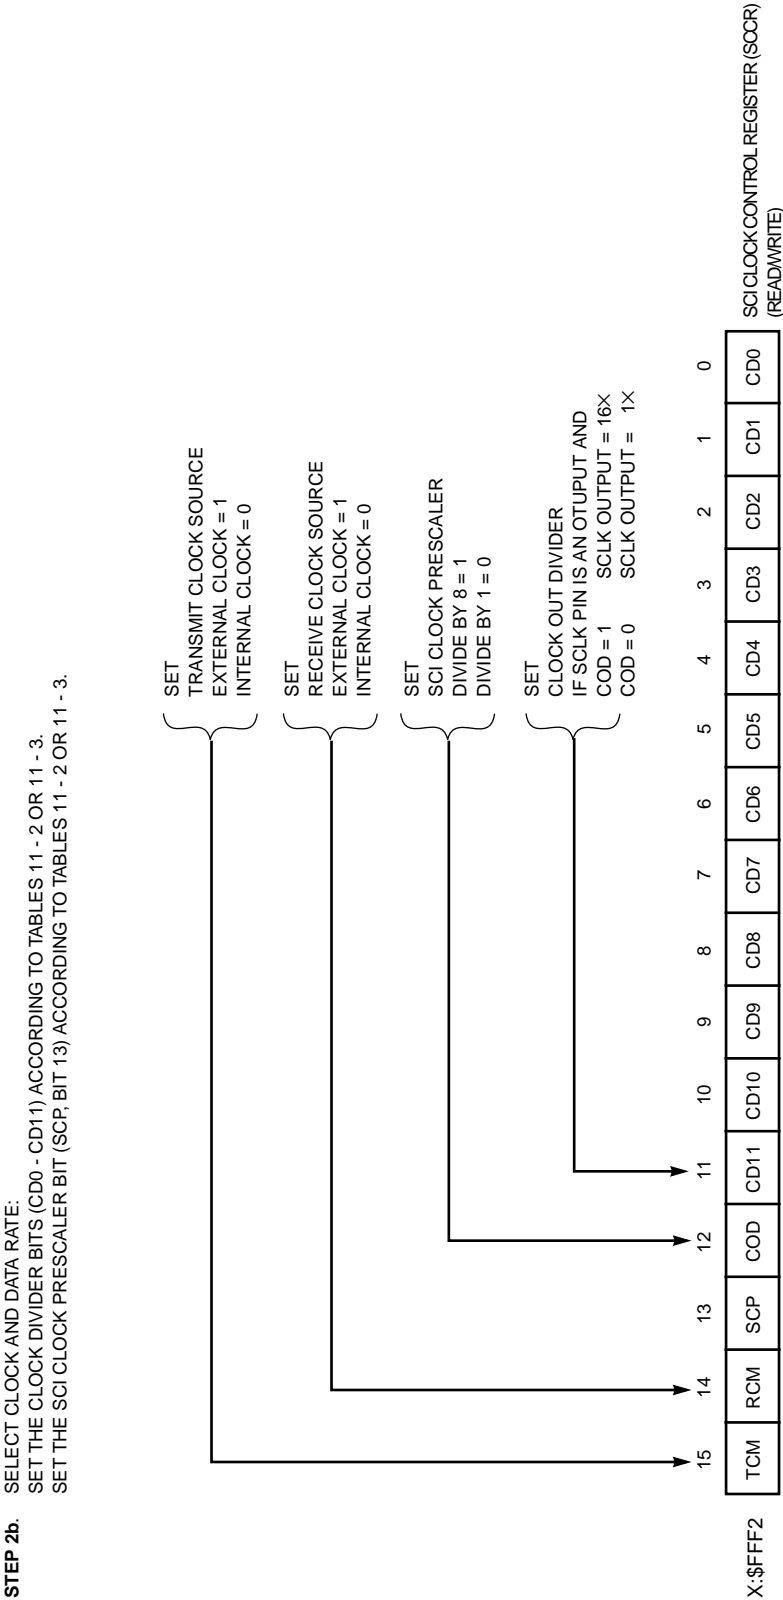 STEP 2b. SELECT CLOCK AND DATA RATE:
SET THE CLOCK DIVIDER BITS (CD0 - CD11) ACCORDING TO TABLES 11 - 2 OR 11 - 3.
SET THE SCI CLOCK PRESCALER BIT (SCP, BIT 13) ACCORDING TO TABLES 11 - 2 OR 11 - 3.
SET
TRANSMIT CLOCK SOURCE
EXTERNAL CLOCK = 1
INTERNAL CLOCK = 0
SET
RECEIVE CLOCK SOURCE
EXTERNAL CLOCK = 1
INTERNAL CLOCK = 0
SET
SCI CLOCK PRESCALER
DIVIDE BY 8 = 1
DIVIDE BY 1 = 0
SET
CLOCK OUT DIVIDER
IF SCLK PIN IS AN OTUPUT AND
COD = 1 SCLK OUTPUT = 16×
COD = 0 SCLK OUTPUT = 1×
15 14 13 12 11 10 9 8 7 6 5 4 3 2 1 0
X:$FFF2 TCM RCM SCP COD CD11 CD10 CD9 CD8 CD7 CD6 CD5 CD4 CD3 CD2 CD1 CD0 SCI CLOCK CONTROL REGISTER (SCCR)
(READ/WRITE)